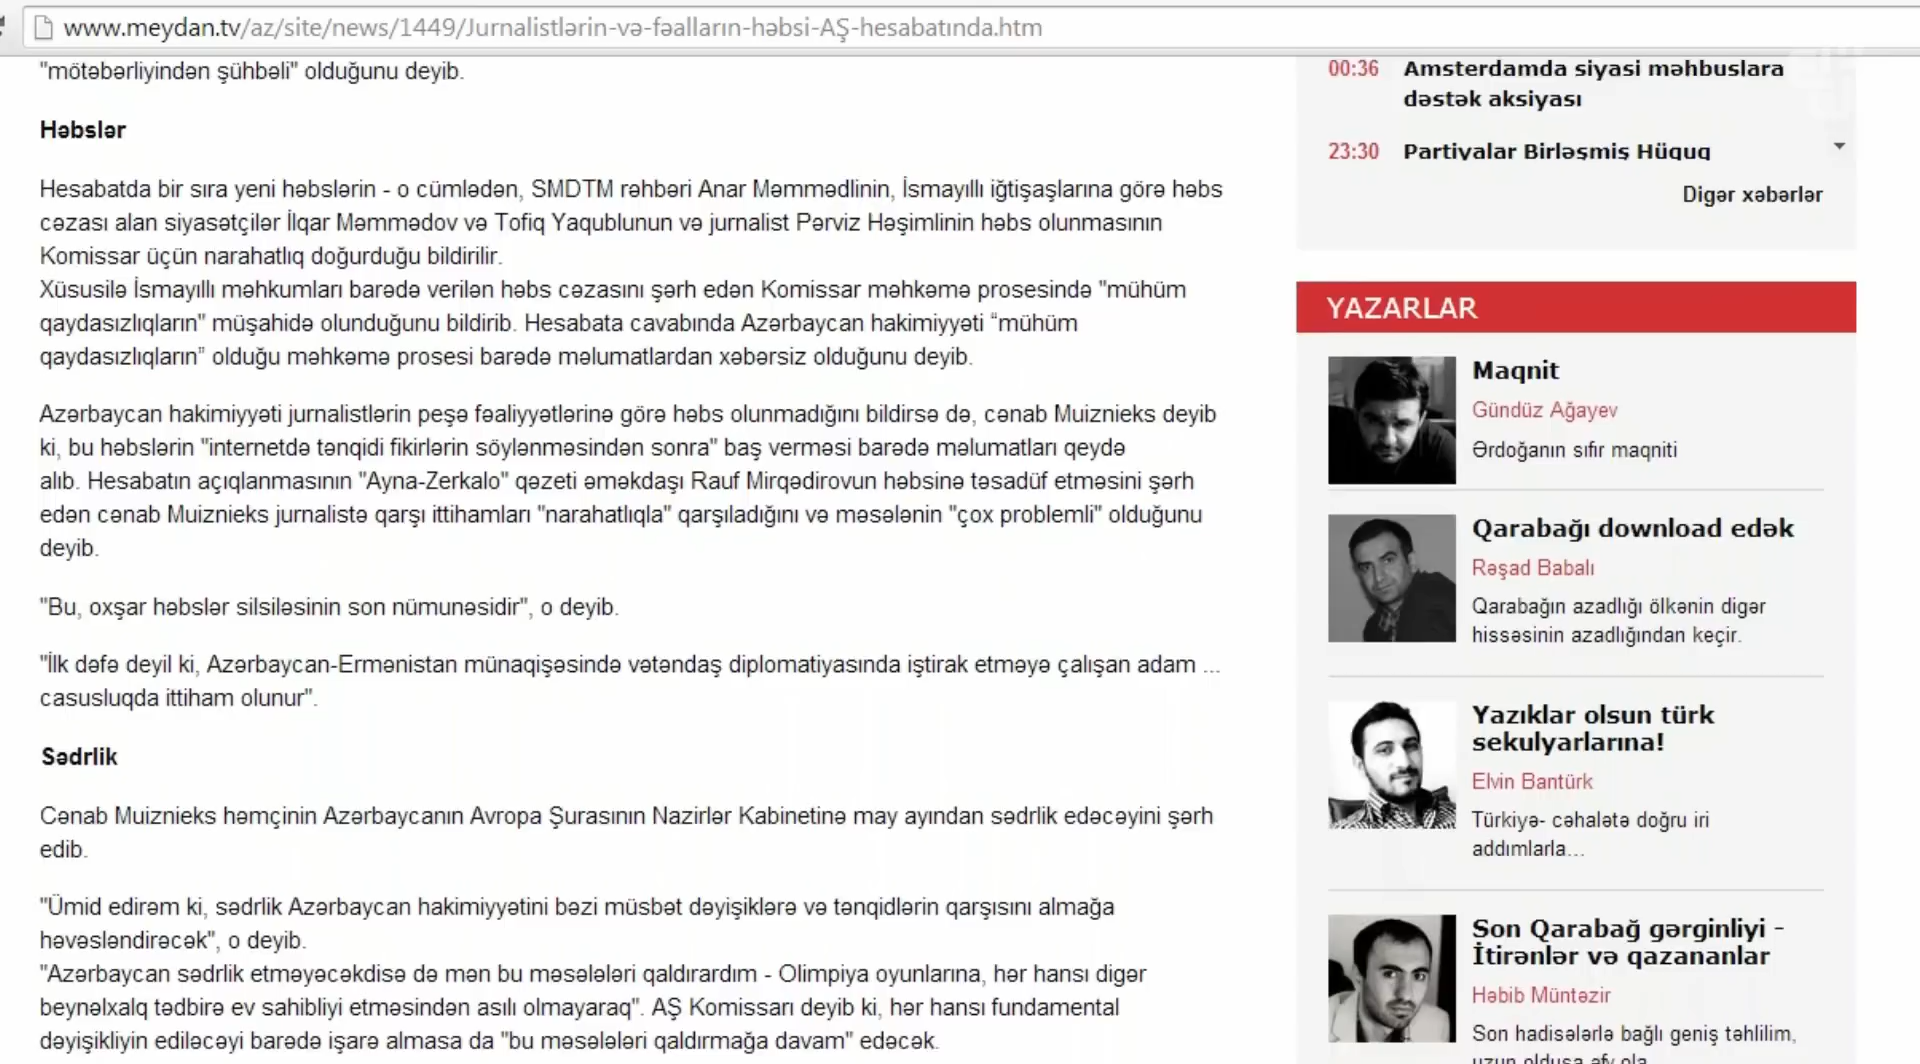 www.meydan.tv/az/site/news/1449/Jurnalistlərin-və-fəalların-həbsi-AŞ-hesabatında.htm
"mötəbərliyindən şühbəli" olduğunu deyib.
Həbslər
Hesabatda bir sıra yeni həbslərin - o cümlədən, SMDTM rəhbəri Anar Məmmədlinin, İsmayıllı iğtişaşlarına görə həbs
cəzası alan siyasətçilər İlqar Məmmədov və Tofiq Yaqublunun və jurnalist Pərviz Həşimlinin həbs olunmasının
Komissar üçün narahatlıq doğurduğu bildirilir.
Xüsusilə İsmayıllı məhkumları barədə verilən həbs cəzasını şərh edən Komissar məhkəmə prosesində "mühüm
qaydasızlıqların" müşahidə olunduğunu bildirib. Hesabata cavabında Azərbaycan hakimiyyəti “mühüm
qaydasızlıqların” olduğu məhkəmə prosesi barədə məlumatlardan xəbərsiz olduğunu deyib.
Azərbaycan hakimiyyəti jurnalistlərin peşə fəaliyyətlərinə görə həbs olunmadığını bildirsə də, cənab Muiznieks deyib
ki, bu həbslərin "internetdə tənqidi fikirlərin söylənməsindən sonra" baş verməsi barədə məlumatları qeydə
alıb. Hesabatın açıqlanmasının "Ayna-Zerkalo" qəzeti əməkdaşı Rauf Mirqədirovun həbsinə təsadüf etməsini şərh
edən cənab Muiznieks jurnalistə qarşı ittihamları "narahatlıqla" qarşıladığını və məsələnin "çox problemli" olduğunu
deyib.
"Bu, oxşar həbslər silsiləsinin son nümunəsidir", o deyib.
"İlk dəfə deyil ki, Azərbaycan-Ermənistan münaqişəsində vətəndaş diplomatiyasında iştirak etməyə çalışan adam ...
casusluqda ittiham olunur".
Sədrlik
Cənab Muiznieks həmçinin Azərbaycanın Avropa Şurasının Nazirlər Kabinetinə may ayından sədrlik edəcəyini şərh
edib.
"Ümid edirəm ki, sədrlik Azərbaycan hakimiyyətini bəzi müsbət dəyişiklərə və tənqidlərin qarşısını almağa
həvəsləndirəcək", o deyib.
"Azərbaycan sədrlik etməyəcəkdisə də mən bu məsələləri qaldırardım - Olimpiya oyunlarına, hər hansı digər
beynəlxalq tədbirə ev sahibliyi etməsindən asılı olmayaraq". AŞ Komissarı deyib ki, hər hansı fundamental
dəyişikliyin ediləcəyi barədə işarə almasa da "bu məsələləri qaldırmağa davam" edəcək.
00:36 Amsterdamda siyasi məhbuslara
dəstək aksiyası
23:30 Partiyalar Birləşmiş Hüquq
Digər xəbərlər
YAZARLAR
Maqnit
Gündüz Ağayev
Ərdoğanın sıfır maqniti
Qarabağı download edək
Rəşad Babalı
Qarabağın azadlığı ölkənin digər
hissəsinin azadlığından keçir.
Yazıklar olsun türk
sekulyarlarına!
Elvin Bantürk
Türkiyə- cəhalətə doğru iri
addımlarla...
Son Qarabağ gərginliyi -
İtirənlər və qazananlar
Həbib Müntəzir
Son hadisələrlə bağlı geniş təhlilim,
uzun oldusa əfv ola